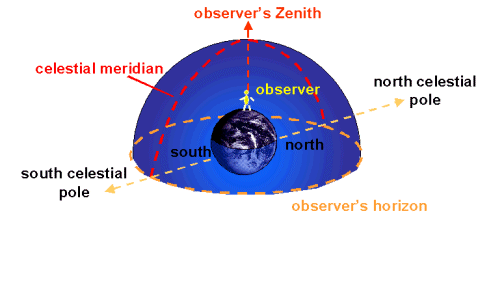 observer's Zenith
celestial meridian
observer
north celestial
pole
south
north
south celestial
pole
observer's horizon